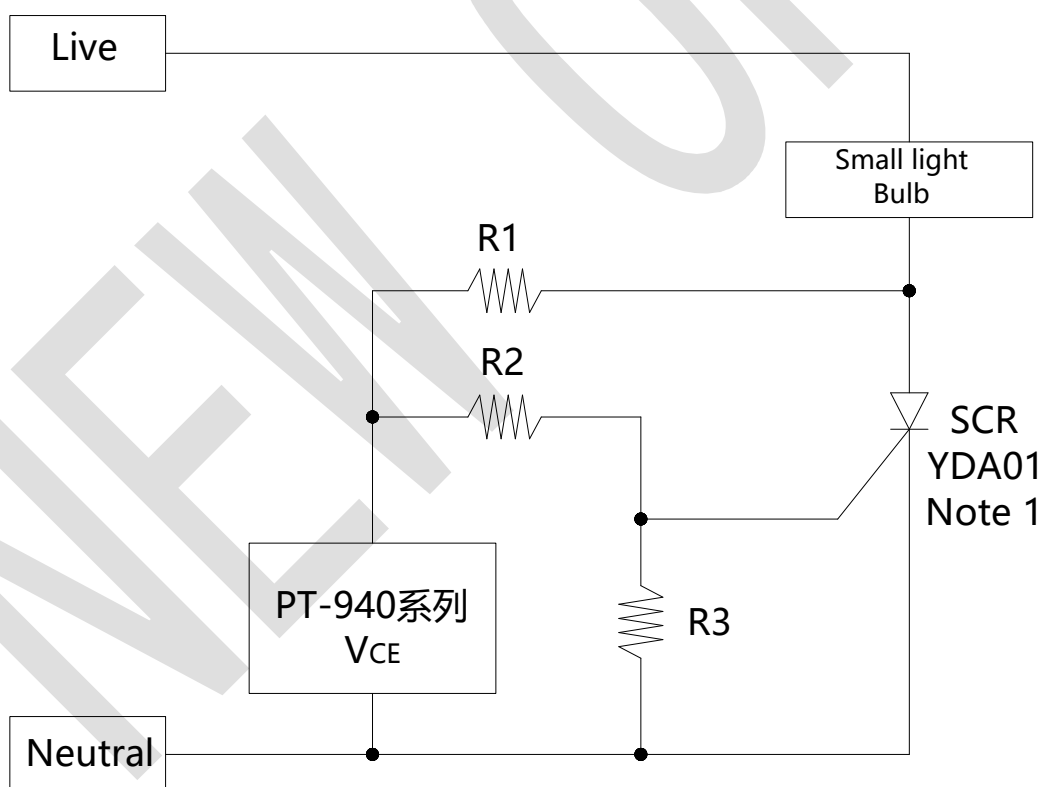 Live
Small light
Bulb
R1
R2
SCR
YDA01
Note 1
PT-940系列
VCE
R3
Neutral
NEW